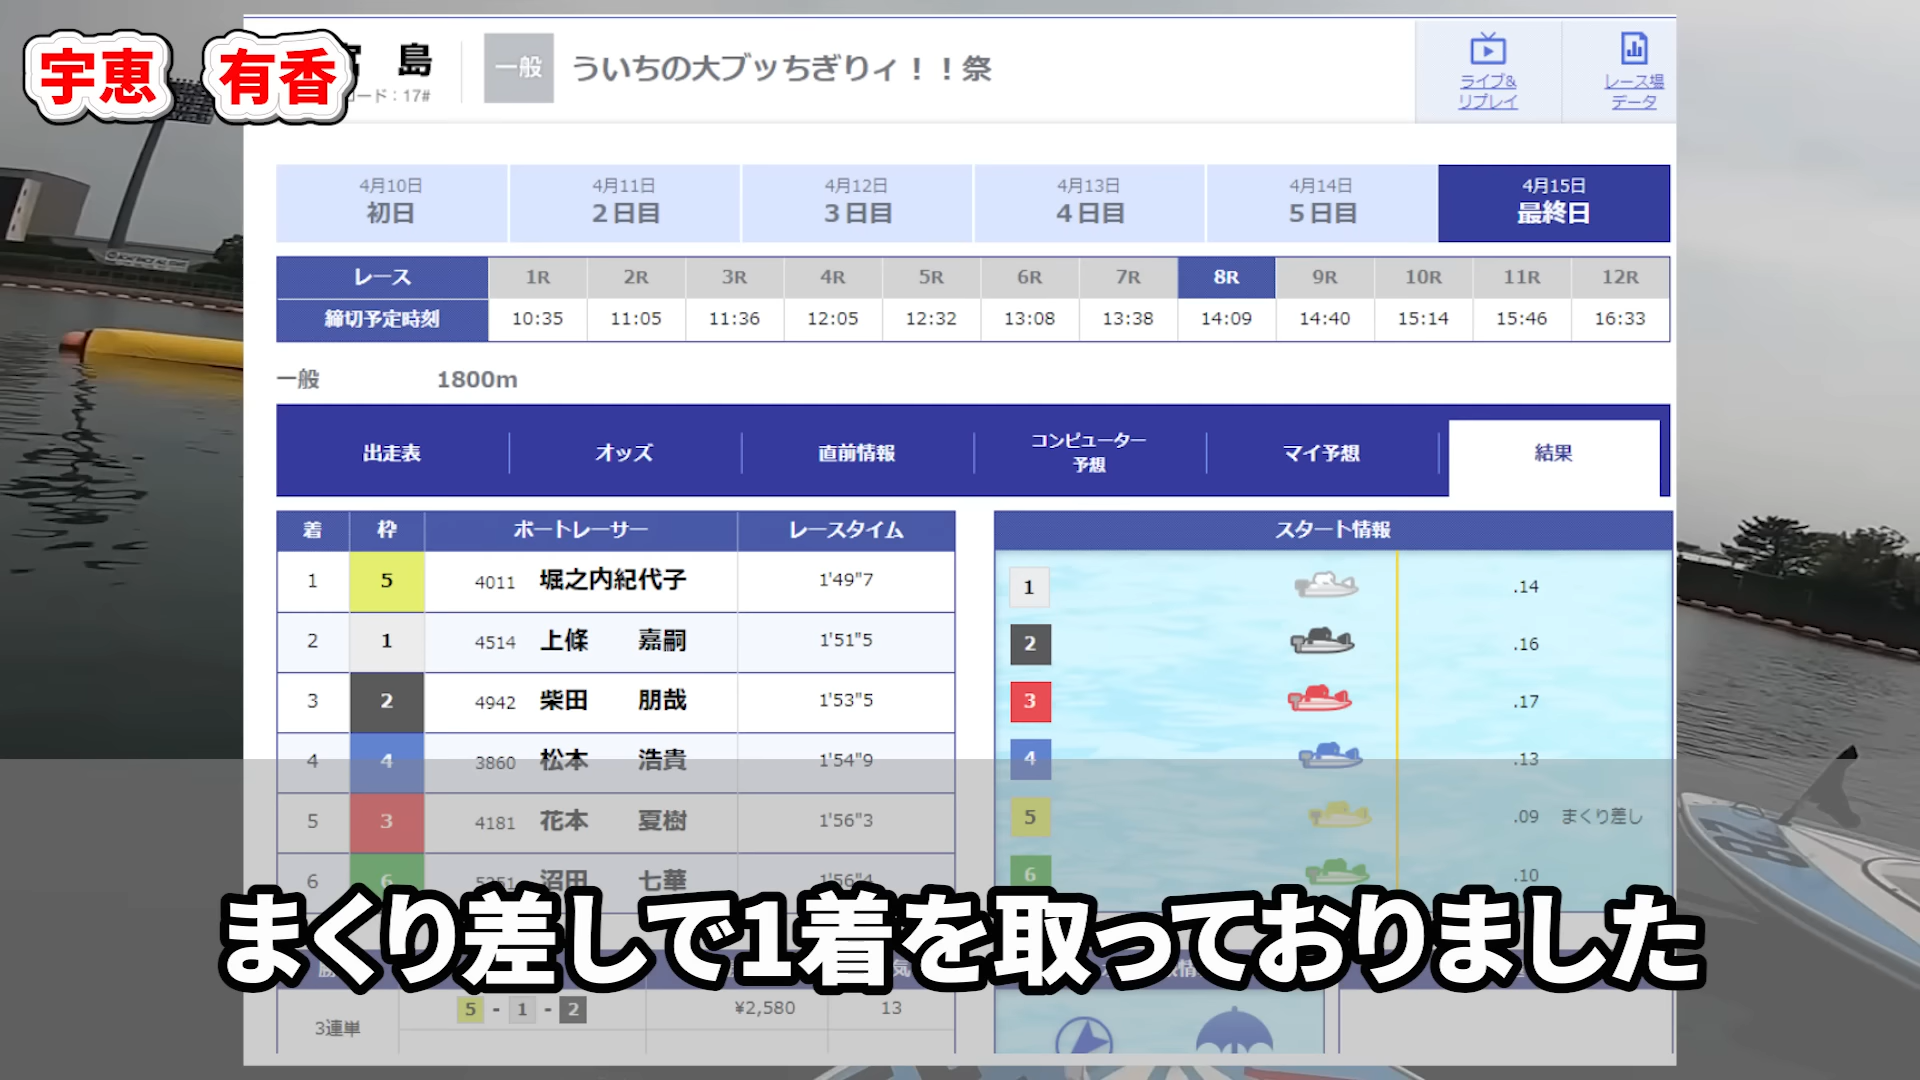 宇恵 有香
島
ード：17#
一般
ういちの大ブッちぎりィ！！祭
ライブ&
リプレイ
レース場
データ
4月10日 4月11日 4月12日 4月13日 4月14日 4月15日
初日 ２日目 ３日目 ４日目 ５日目 最終日
レース 1R 2R 3R 4R 5R 6R 7R 8R 9R 10R 11R 12R
締切予定時刻 10:35 11:05 11:36 12:05 12:32 13:08 13:38 14:09 14:40 15:14 15:46 16:33
一般 1800m
出走表 オッズ 直前情報 コンピューター予想 マイ予想 結果
着 枠 ボートレーサー レースタイム
1 5 4011 堀之内紀代子 1'49"7
2 1 4514 上條 嘉嗣 1'51"5
3 2 4942 柴田 朋哉 1'53"5
4 4 3860 松本 浩貴 1'54"9
5 3 4181 花本 夏樹 1'56"3
6 6 5351 沼田 七華 1'56"4
スタート情報
1 .14
2 .16
3 .17
4 .13
5 .09 まくり差し
6 .10
まくり差しで1着を取っておりました
3連単 5 - 1 - 2 ¥2,580 13